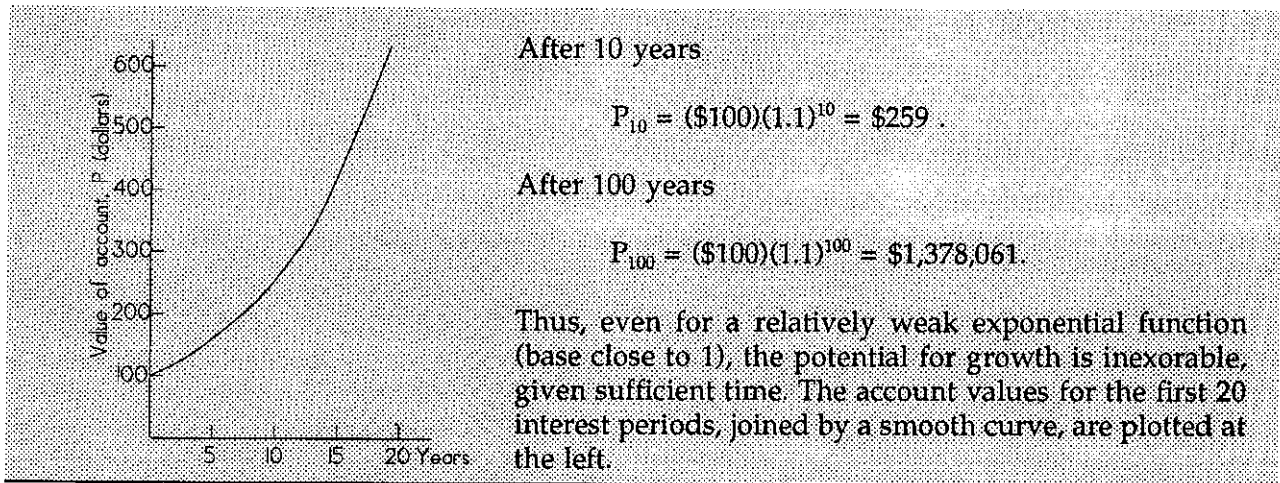 Value of account, P (dollars)
600
500
400
300
200
100
5 10 15 20 Years
After 10 years
P₁₀ = ($100)(1.1)¹⁰ = $259 .
After 100 years
P₁₀₀ = ($100)(1.1)¹⁰⁰ = $1,378,061.
Thus, even for a relatively weak exponential function
(base close to 1), the potential for growth is inexorable,
given sufficient time. The account values for the first 20
interest periods, joined by a smooth curve, are plotted at
the left.